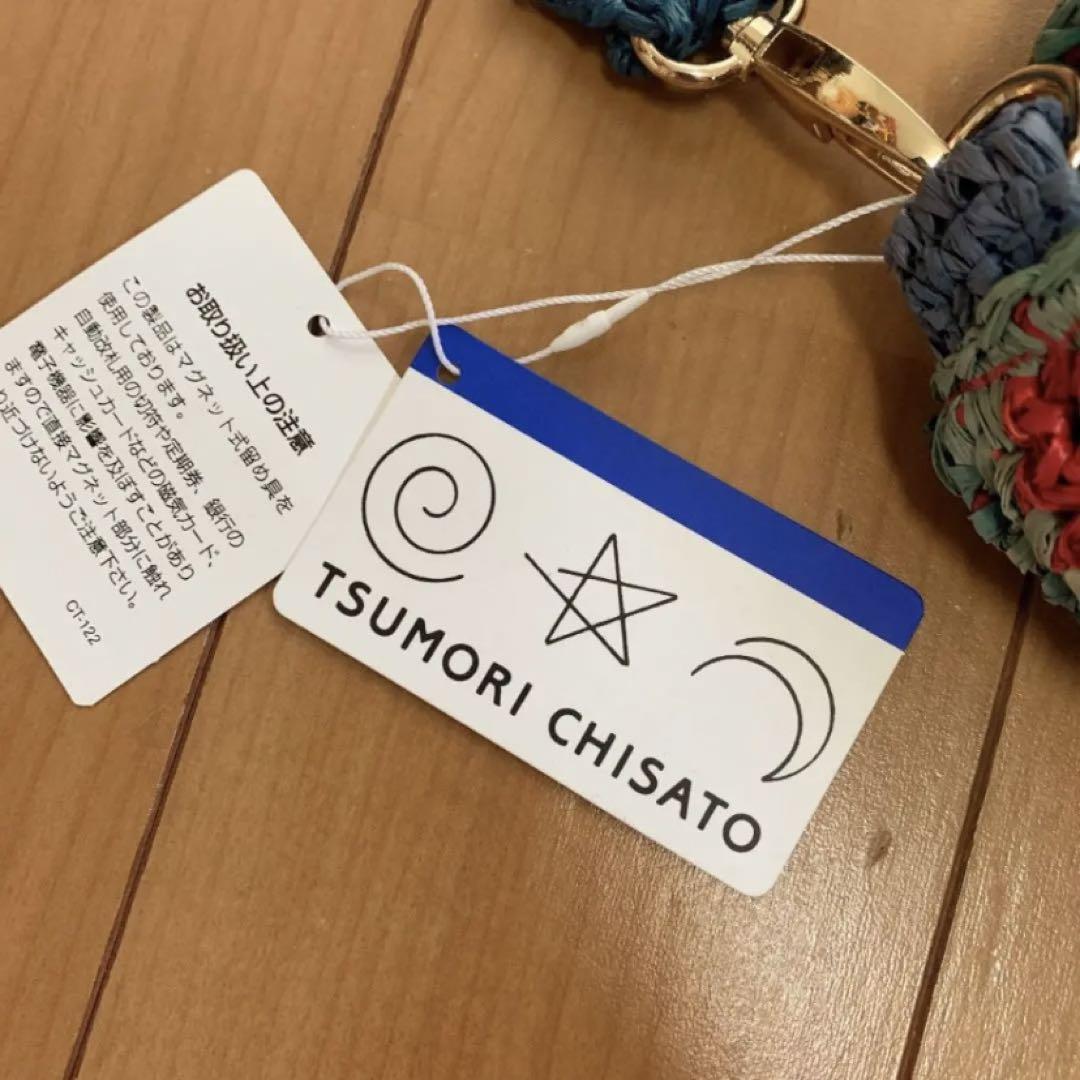 お取り扱い上の注意
この製品はマグネット式留め具を
使用しております。
自動改札用の切符や定期券、銀行の
キャッシュカードなどの磁気カード、
電子機器に影響を及ぼすことがあり
ますので直接マグネット部分に触れ
り近づけないようご注意下さい。
CT-122
TSUMORI CHISATO